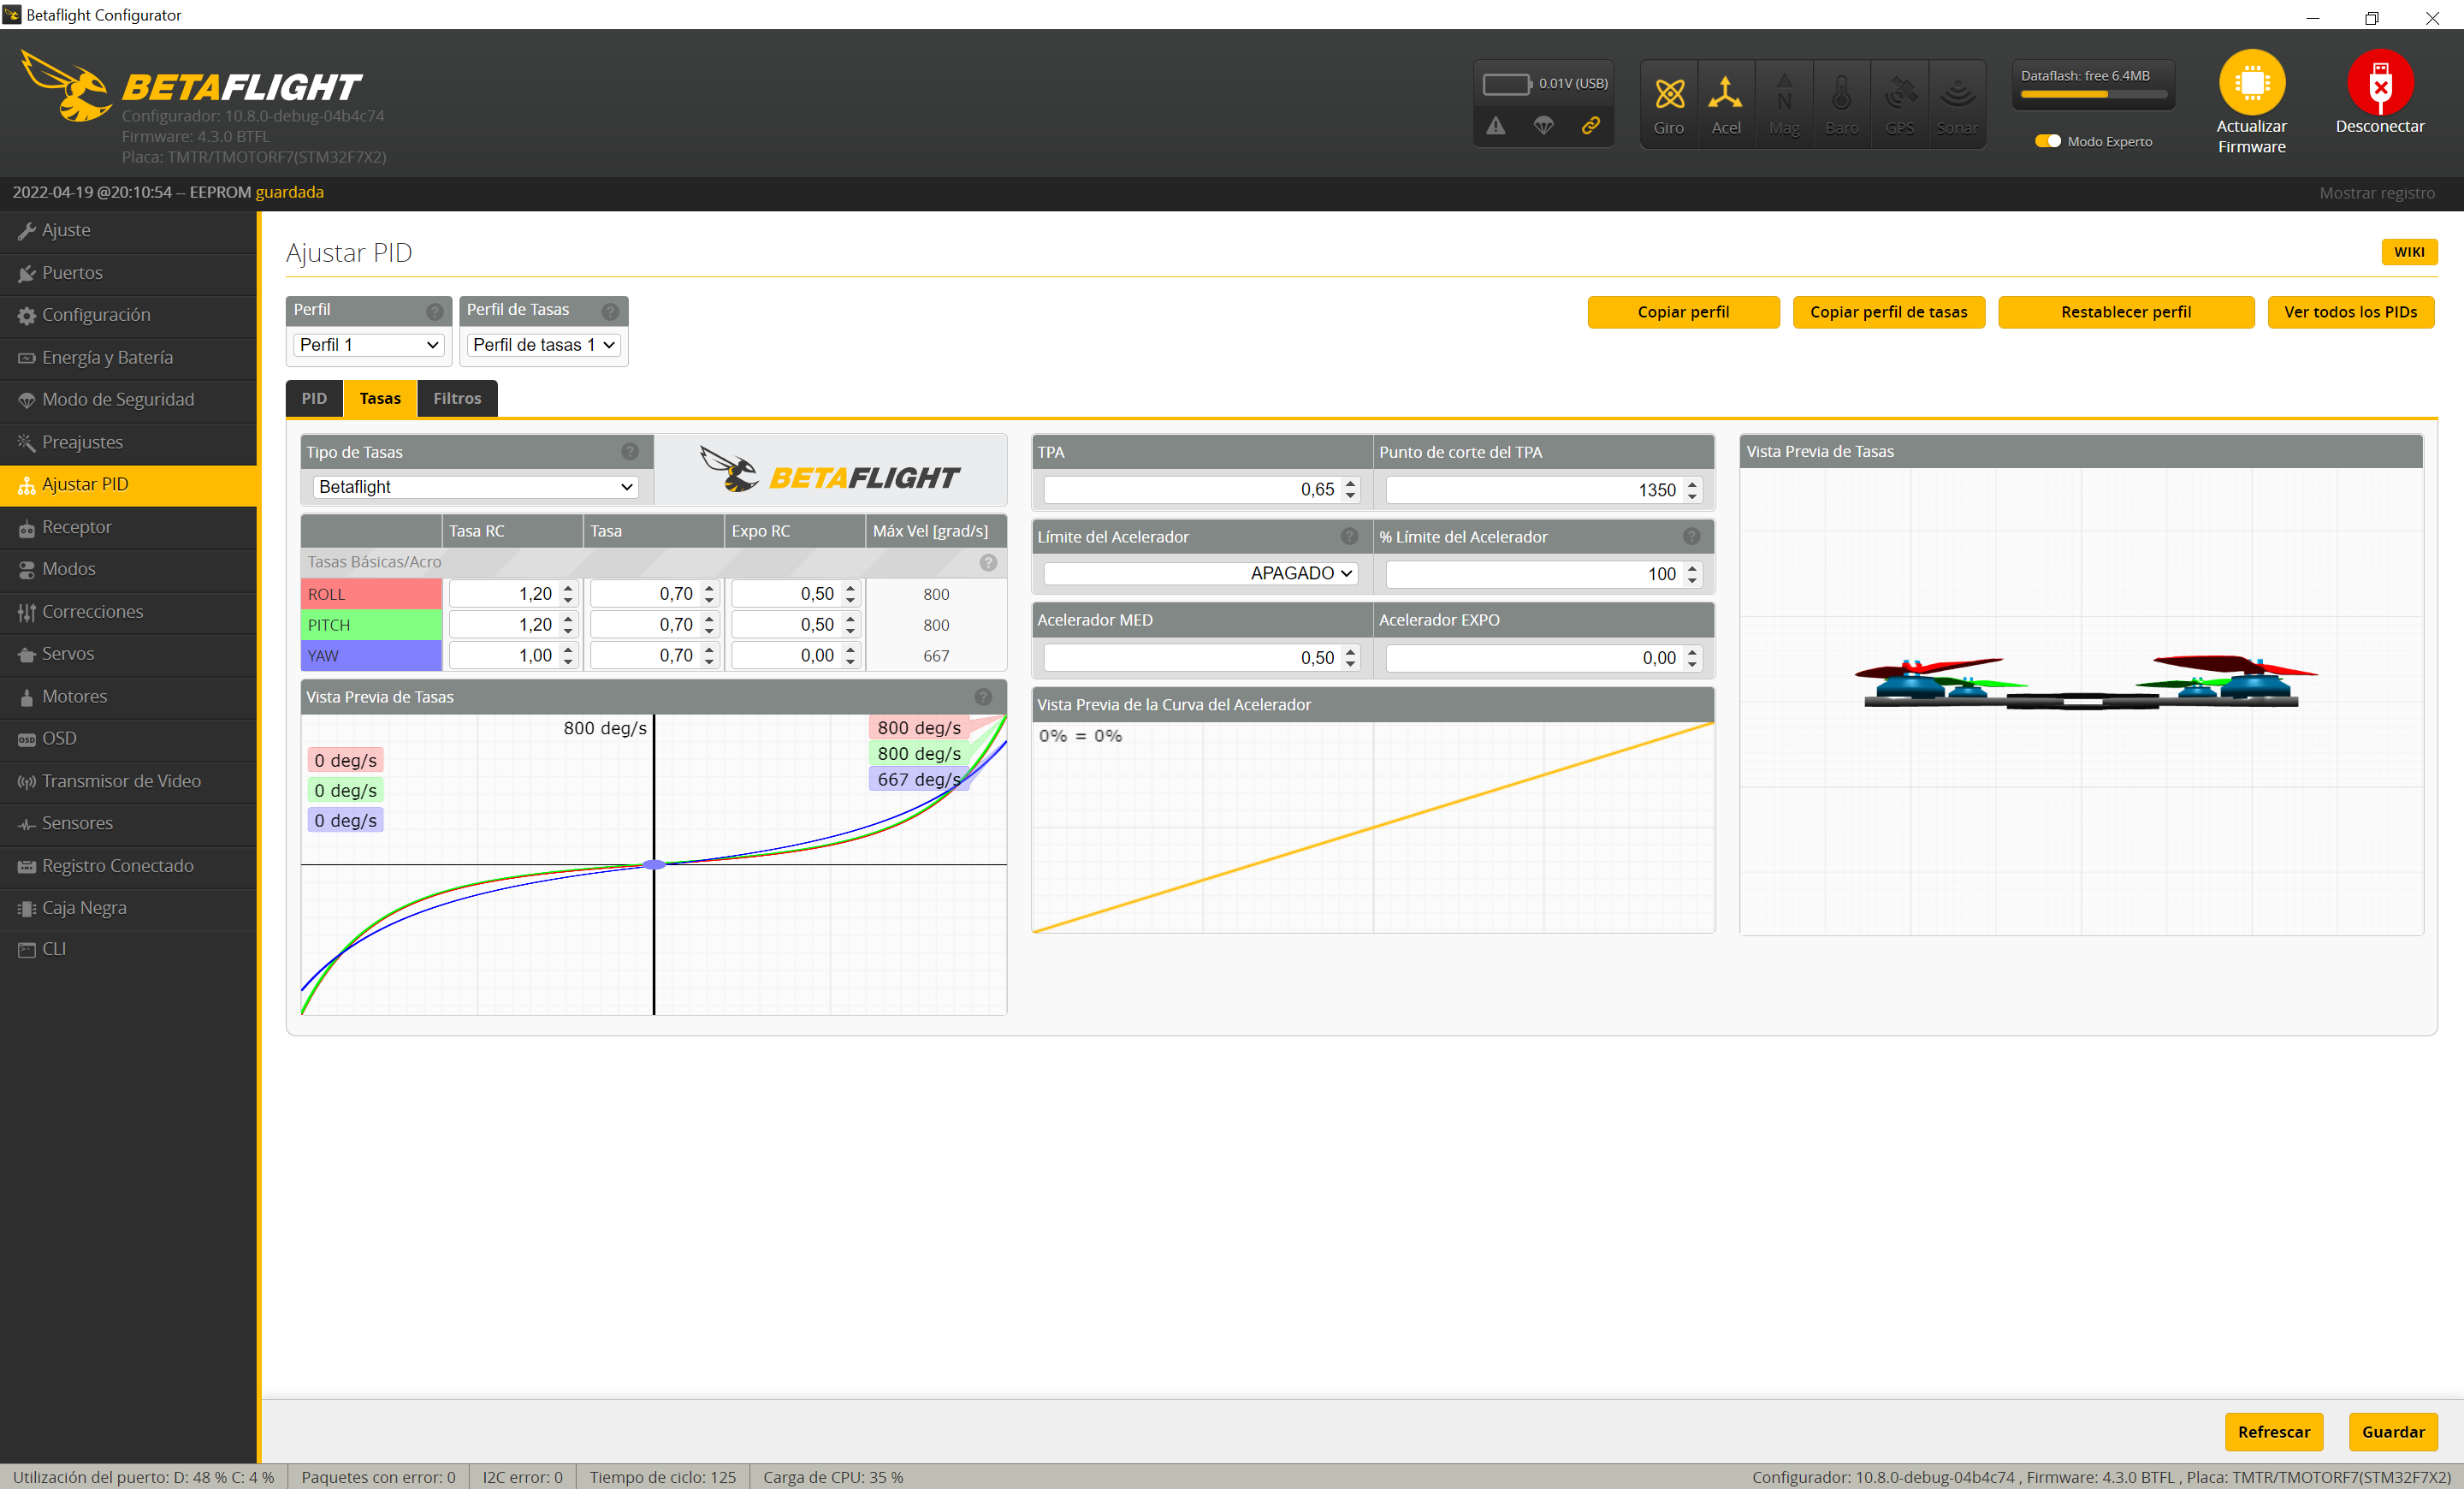 Betaflight Configurator
BETAFLIGHT
Configurador: 10.8.0-debug-04b4c74
Firmware: 4.3.0 BTFL
Placa: TMTR/TMOTORF7(STM32F7X2)
0.01V (USB)
Giro
Acel
Mag
Baro
GPS
Sonar
Dataflash: free 6.4MB
Modo Experto
Actualizar
Firmware
Desconectar
2022-04-19 @20:10:54 -- EEPROM guardada
Mostrar registro
Ajuste
Puertos
Configuración
Energía y Batería
Modo de Seguridad
Preajustes
Ajustar PID
Receptor
Modos
Correcciones
Servos
Motores
OSD
Transmisor de Video
Sensores
Registro Conectado
Caja Negra
CLI
Ajustar PID
WIKI
Perfil
Perfil 1
Perfil de Tasas
Perfil de tasas 1
Copiar perfil
Copiar perfil de tasas
Restablecer perfil
Ver todos los PIDs
PID
Tasas
Filtros
Tipo de Tasas
Betaflight
BETAFLIGHT
Tasa RC Tasa Expo RC Máx Vel [grad/s]
Tasas Básicas/Acro
ROLL 1,20 0,70 0,50 800
PITCH 1,20 0,70 0,50 800
YAW 1,00 0,70 0,00 667
Vista Previa de Tasas
800 deg/s
0 deg/s
0 deg/s
0 deg/s
800 deg/s
800 deg/s
667 deg/s
TPA
0,65
Punto de corte del TPA
1350
Límite del Acelerador
APAGADO
% Límite del Acelerador
100
Acelerador MED
0,50
Acelerador EXPO
0,00
Vista Previa de la Curva del Acelerador
0% = 0%
Vista Previa de Tasas
Refrescar
Guardar
Utilización del puerto: D: 48 % C: 4 %
Paquetes con error: 0
I2C error: 0
Tiempo de ciclo: 125
Carga de CPU: 35 %
Configurador: 10.8.0-debug-04b4c74 , Firmware: 4.3.0 BTFL , Placa: TMTR/TMOTORF7(STM32F7X2)